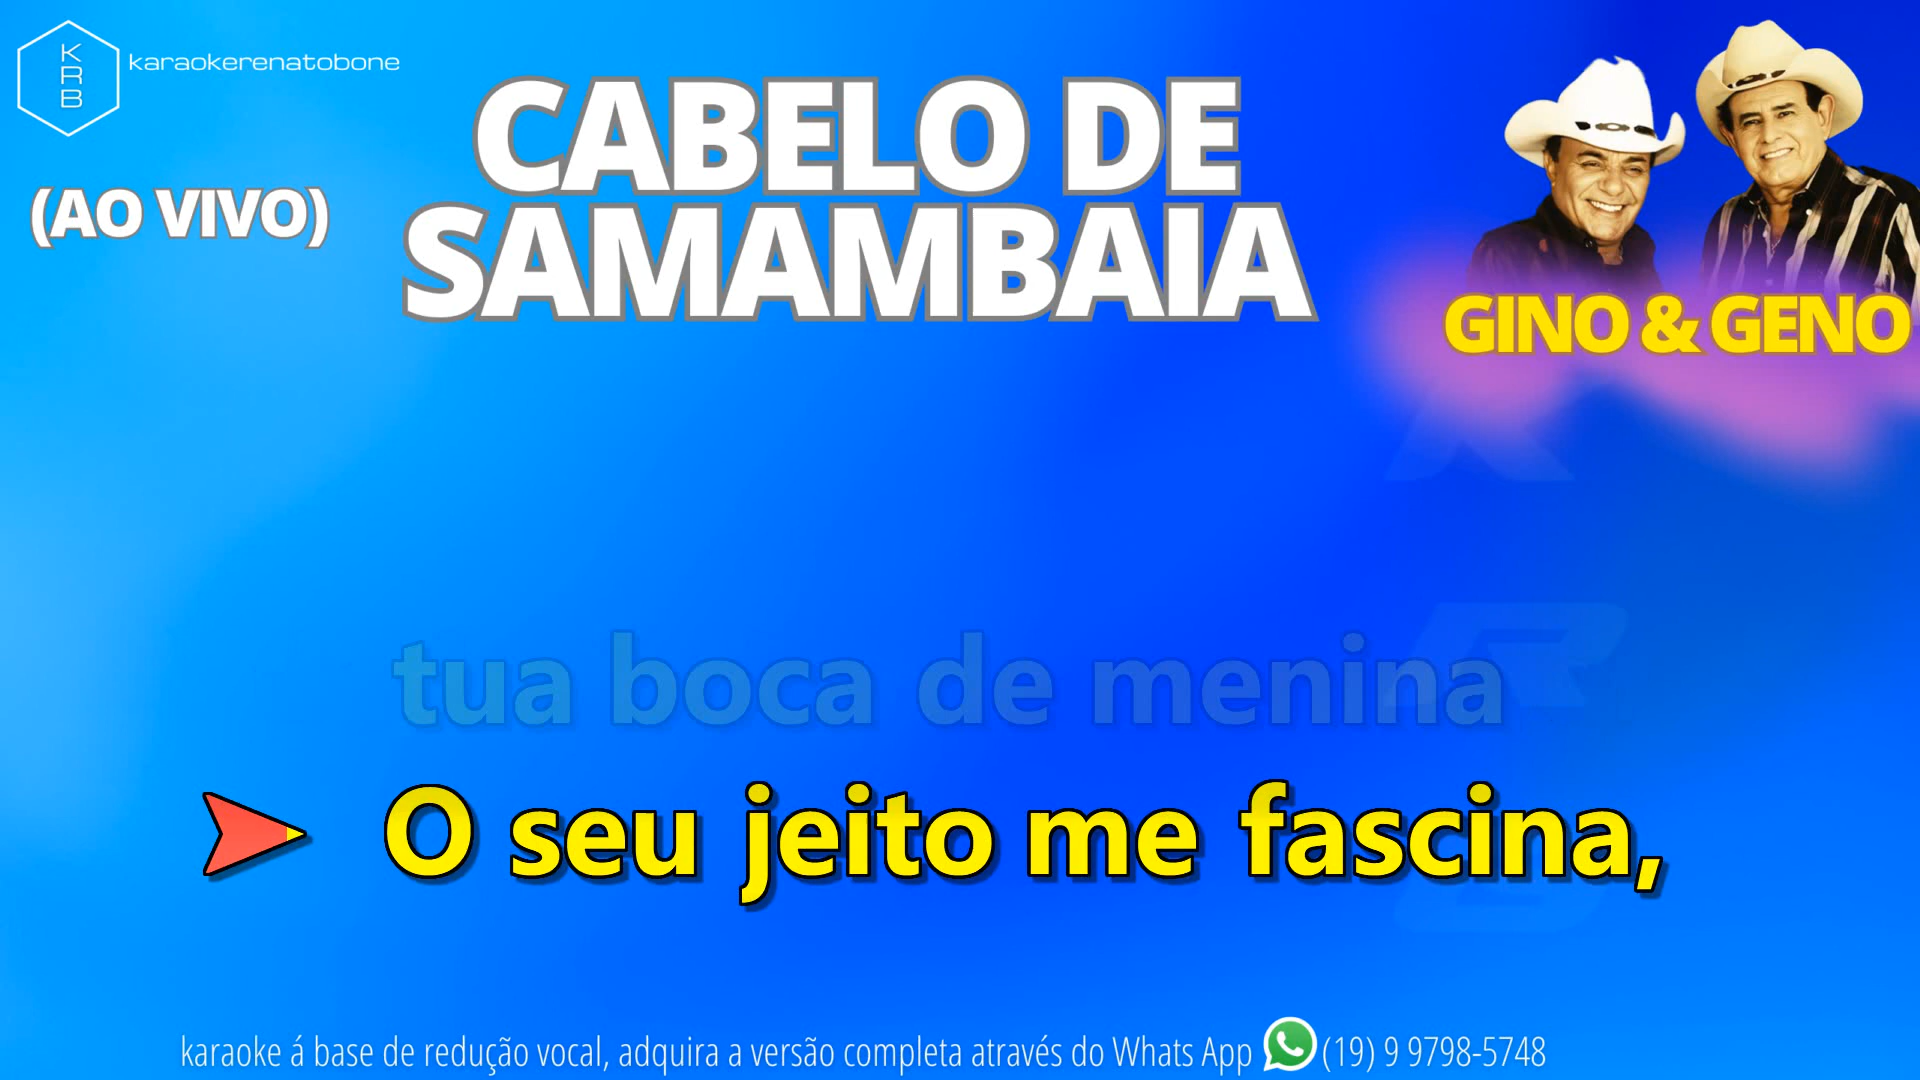 KRB
karaokerenatobone
(AO VIVO)
CABELO DE
SAMAMBAIA
GINO & GENO
tua boca de menina
O seu jeito me fascina,
karaoke á base de redução vocal, adquira a versão completa através do Whats App (19) 9 9798-5748